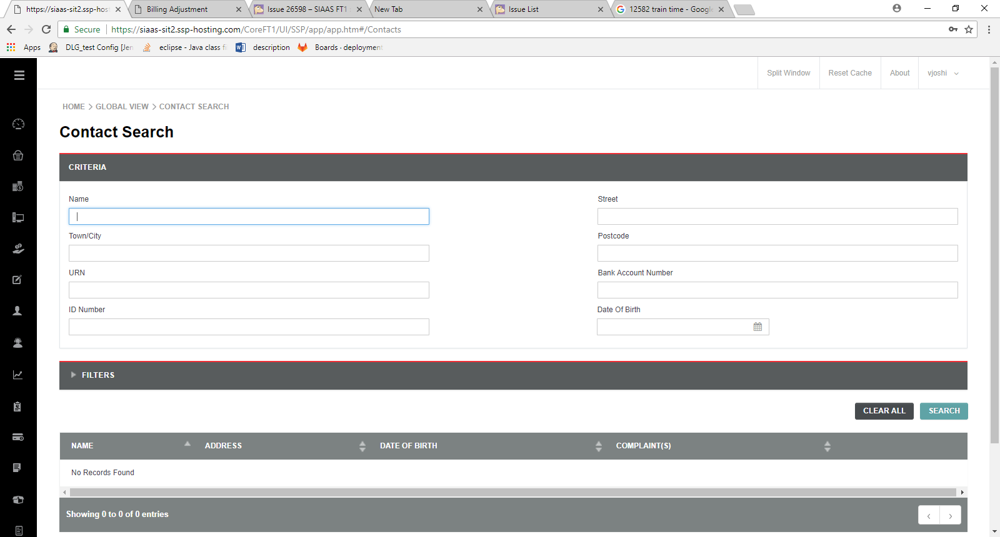 https://siaas-sit2.ssp-hos
Billing Adjustment
Issue 26598 – SIAAS FT1
New Tab
Issue List
12582 train time - Google
Secure
https://siaas-sit2.ssp-hosting.com/CoreFT1/UI/SSP/app/app.htm#/Contacts
Apps
DLG_test Config [Jen
eclipse - Java class fi
description
Boards · deployment
Split Window
Reset Cache
About
vjoshi
HOME > GLOBAL VIEW > CONTACT SEARCH
Contact Search
CRITERIA
Name
Street
Town/City
Postcode
URN
Bank Account Number
ID Number
Date Of Birth
FILTERS
CLEAR ALL
SEARCH
NAME
ADDRESS
DATE OF BIRTH
COMPLAINT(S)
No Records Found
Showing 0 to 0 of 0 entries